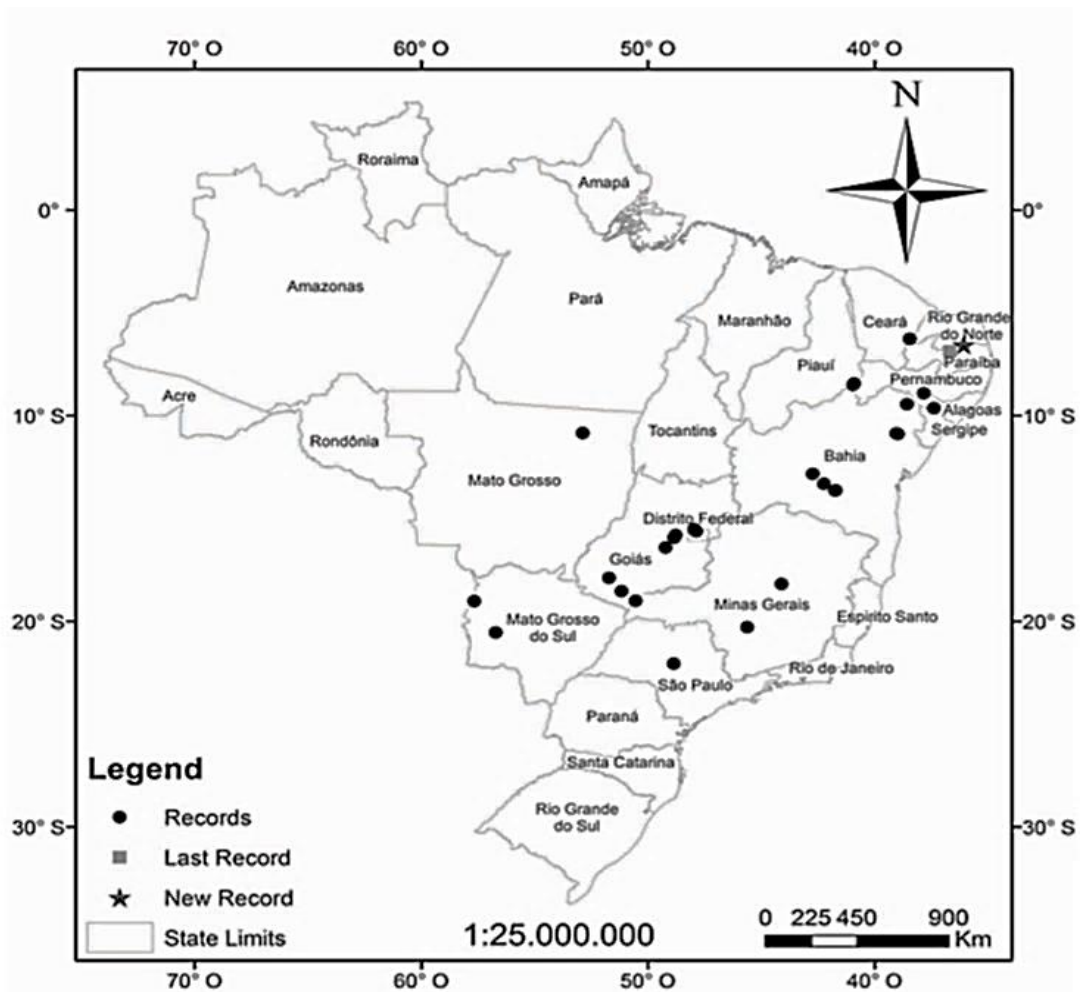 70° O 60° O 50° O 40° O
N
Roraima
Amapá
0° 0°
Amazonas
Pará
Maranhão
Ceará
Rio Grande
do Norte
Paraíba
Piauí
Pernambuco
Acre
10° S 10° S
Alagoas
Sergipe
Rondônia
Tocantins
Bahia
Mato Grosso
Distrito Federal
Goiás
Minas Gerais
Espirito Santo
20° S 20° S
Mato Grosso
do Sul
Rio de Janeiro
São Paulo
Paraná
Santa Catarina
Rio Grande
do Sul
30° S 30° S
Legend
Records
Last Record
New Record
State Limits
1:25.000.000
0 225 450 900
Km
70° O 60° O 50° O 40° O